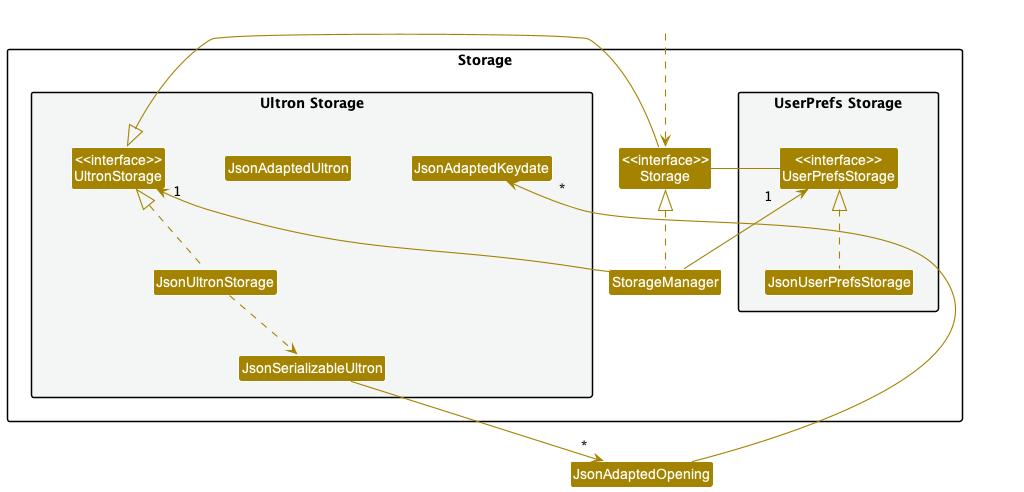 Storage
Ultron Storage
UserPrefs Storage
<<interface>>
UltronStorage
JsonAdaptedUltron
JsonAdaptedKeydate
<<interface>>
Storage
<<interface>>
UserPrefsStorage
1
*
1
JsonUltronStorage
StorageManager
JsonUserPrefsStorage
JsonSerializableUltron
*
JsonAdaptedOpening